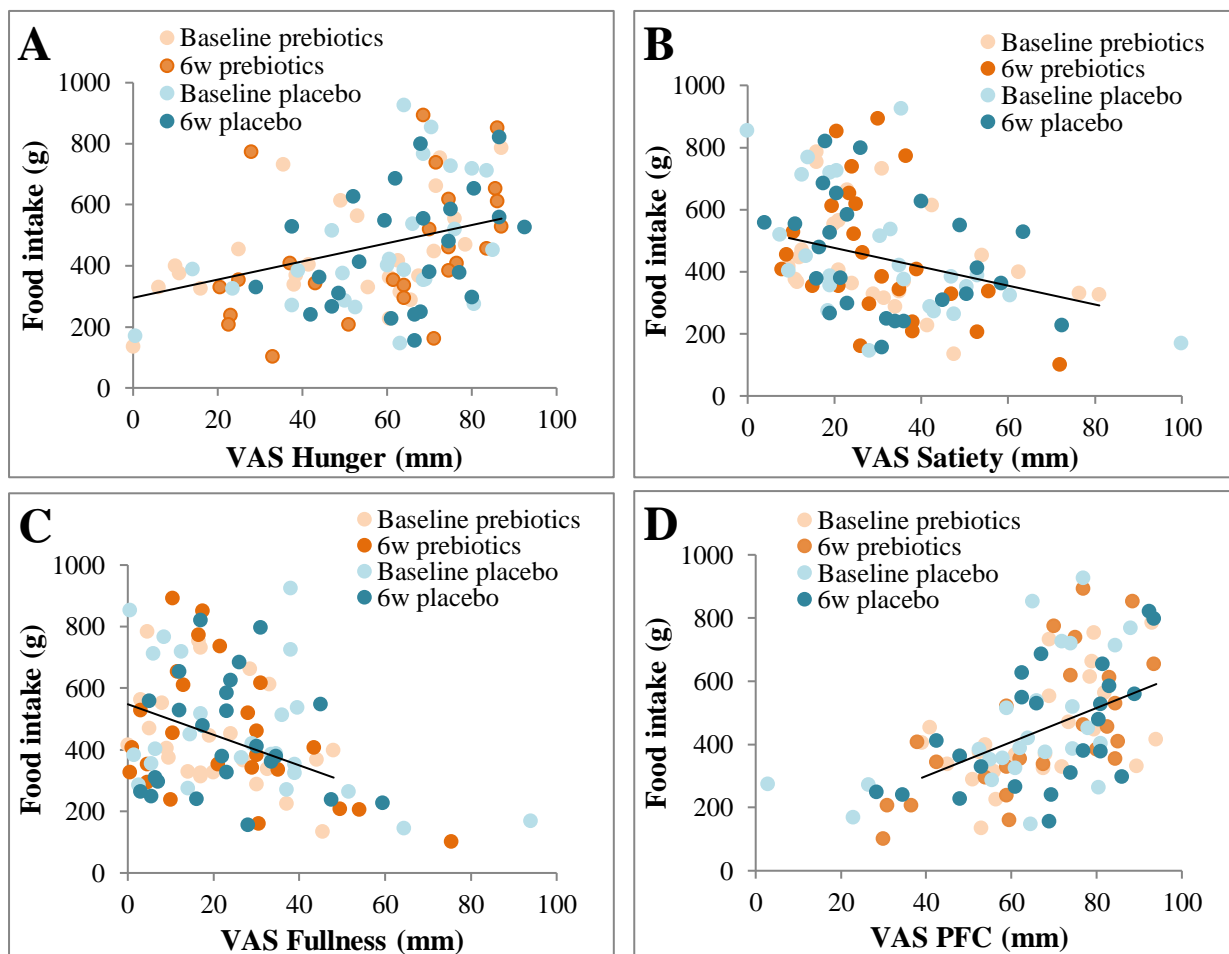 A
Baseline prebiotics
6w prebiotics
Baseline placebo
6w placebo
Food intake (g)
1000
800
600
400
200
0
0 20 40 60 80 100
VAS Hunger (mm)
B
Baseline prebiotics
6w prebiotics
Baseline placebo
6w placebo
Food intake (g)
1000
800
600
400
200
0
0 20 40 60 80 100
VAS Satiety (mm)
C
Baseline prebiotics
6w prebiotics
Baseline placebo
6w placebo
Food intake (g)
1000
800
600
400
200
0
0 20 40 60 80 100
VAS Fullness (mm)
D
Baseline prebiotics
6w prebiotics
Baseline placebo
6w placebo
Food intake (g)
1000
800
600
400
200
0
0 20 40 60 80 100
VAS PFC (mm)